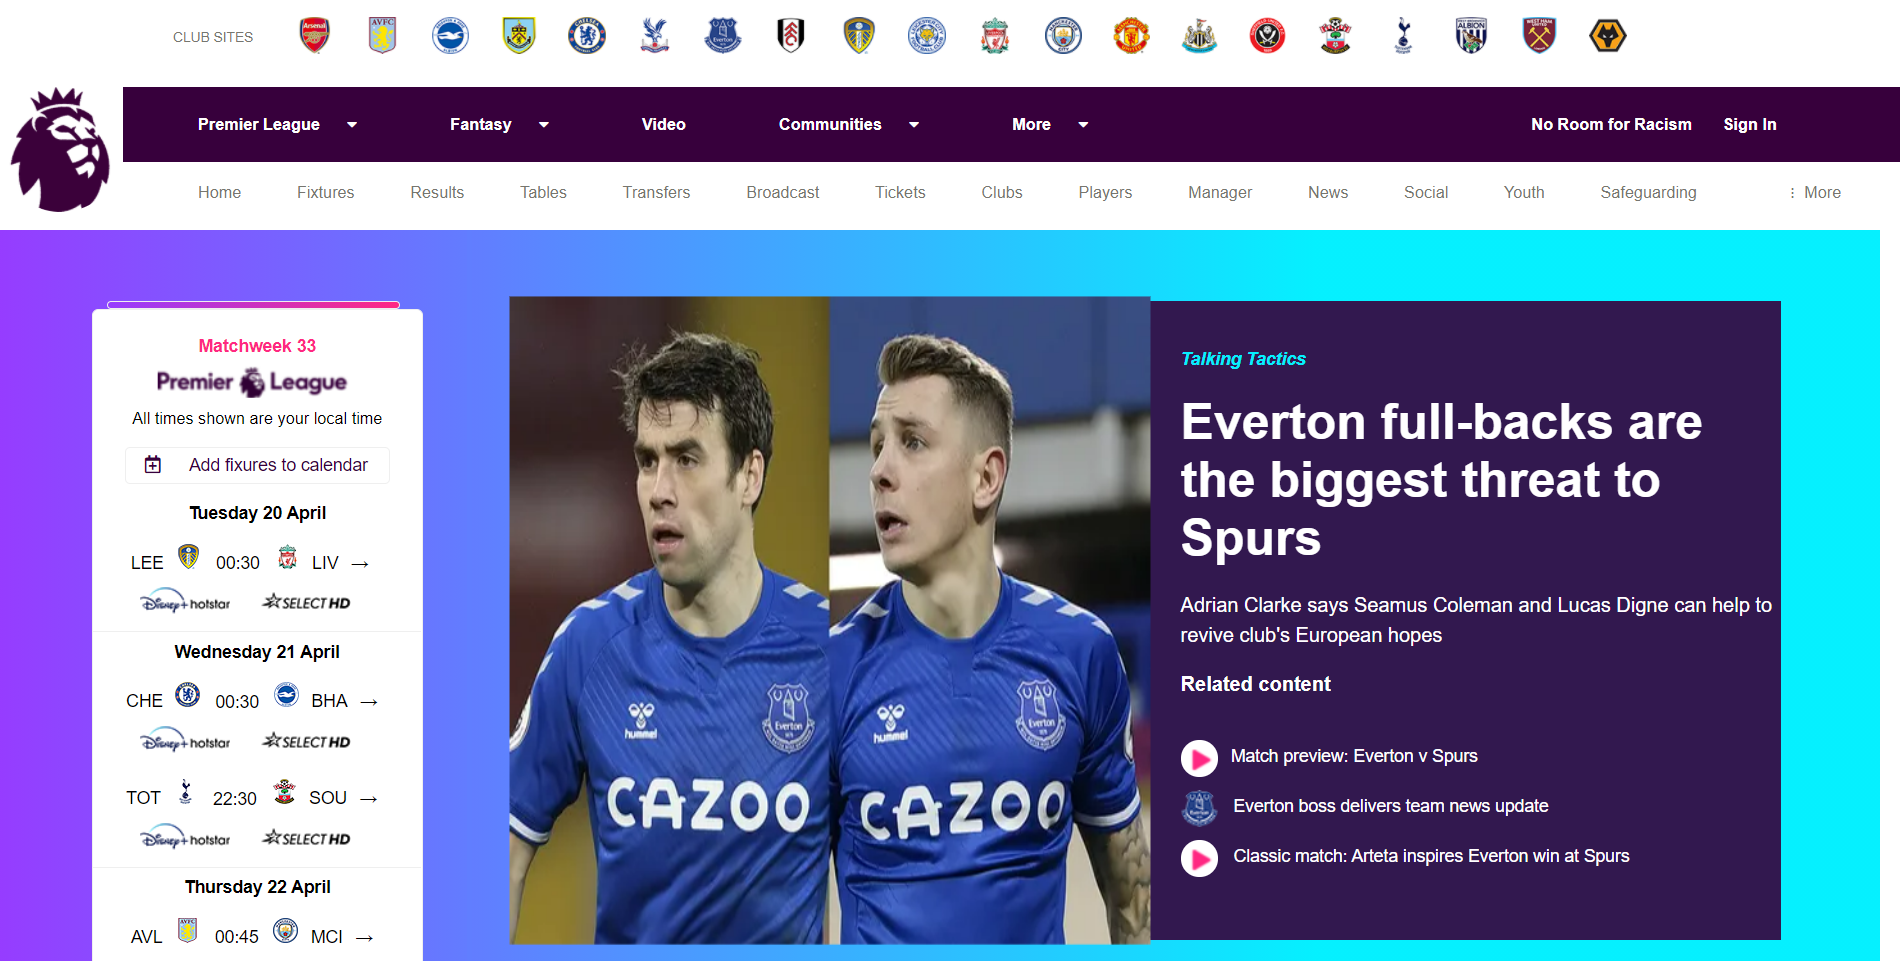 CLUB SITES
Premier League
Fantasy
Video
Communities
More
No Room for Racism
Sign In
Home
Fixtures
Results
Tables
Transfers
Broadcast
Tickets
Clubs
Players
Manager
News
Social
Youth
Safeguarding
More
Matchweek 33
Premier League
All times shown are your local time
Add fixures to calendar
Tuesday 20 April
LEE 00:30 LIV →
Disney+ hotstar SELECT HD
Wednesday 21 April
CHE 00:30 BHA →
Disney+ hotstar SELECT HD
TOT 22:30 SOU →
Disney+ hotstar SELECT HD
Thursday 22 April
AVL 00:45 MCI →
hummel Everton
CAZOO
hummel Everton
CAZOO
Talking Tactics
Everton full-backs are
the biggest threat to
Spurs
Adrian Clarke says Seamus Coleman and Lucas Digne can help to
revive club's European hopes
Related content
Match preview: Everton v Spurs
Everton boss delivers team news update
Classic match: Arteta inspires Everton win at Spurs